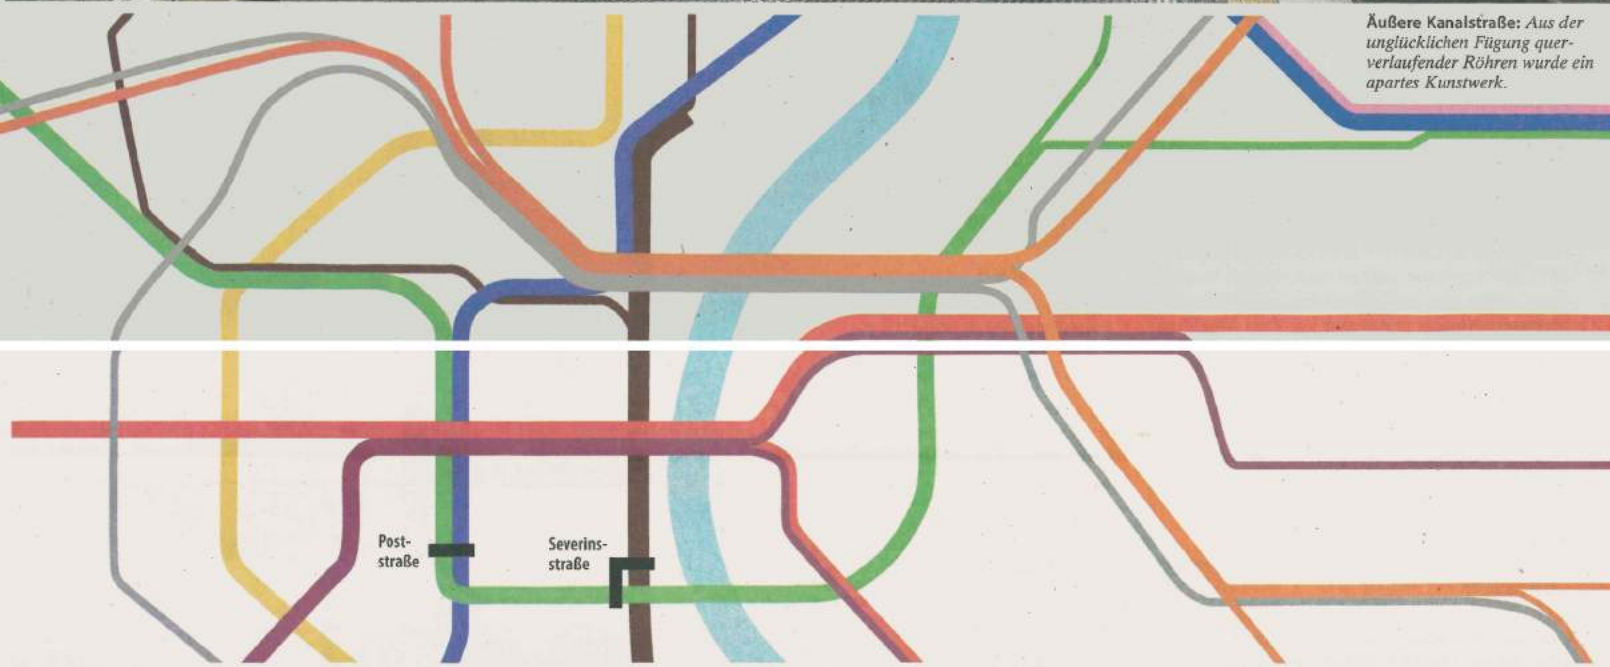 Äußere Kanalstraße: Aus der
unglücklichen Fügung quer-
verlaufender Röhren wurde ein
apartes Kunstwerk.
Post-
straße
Severins-
straße